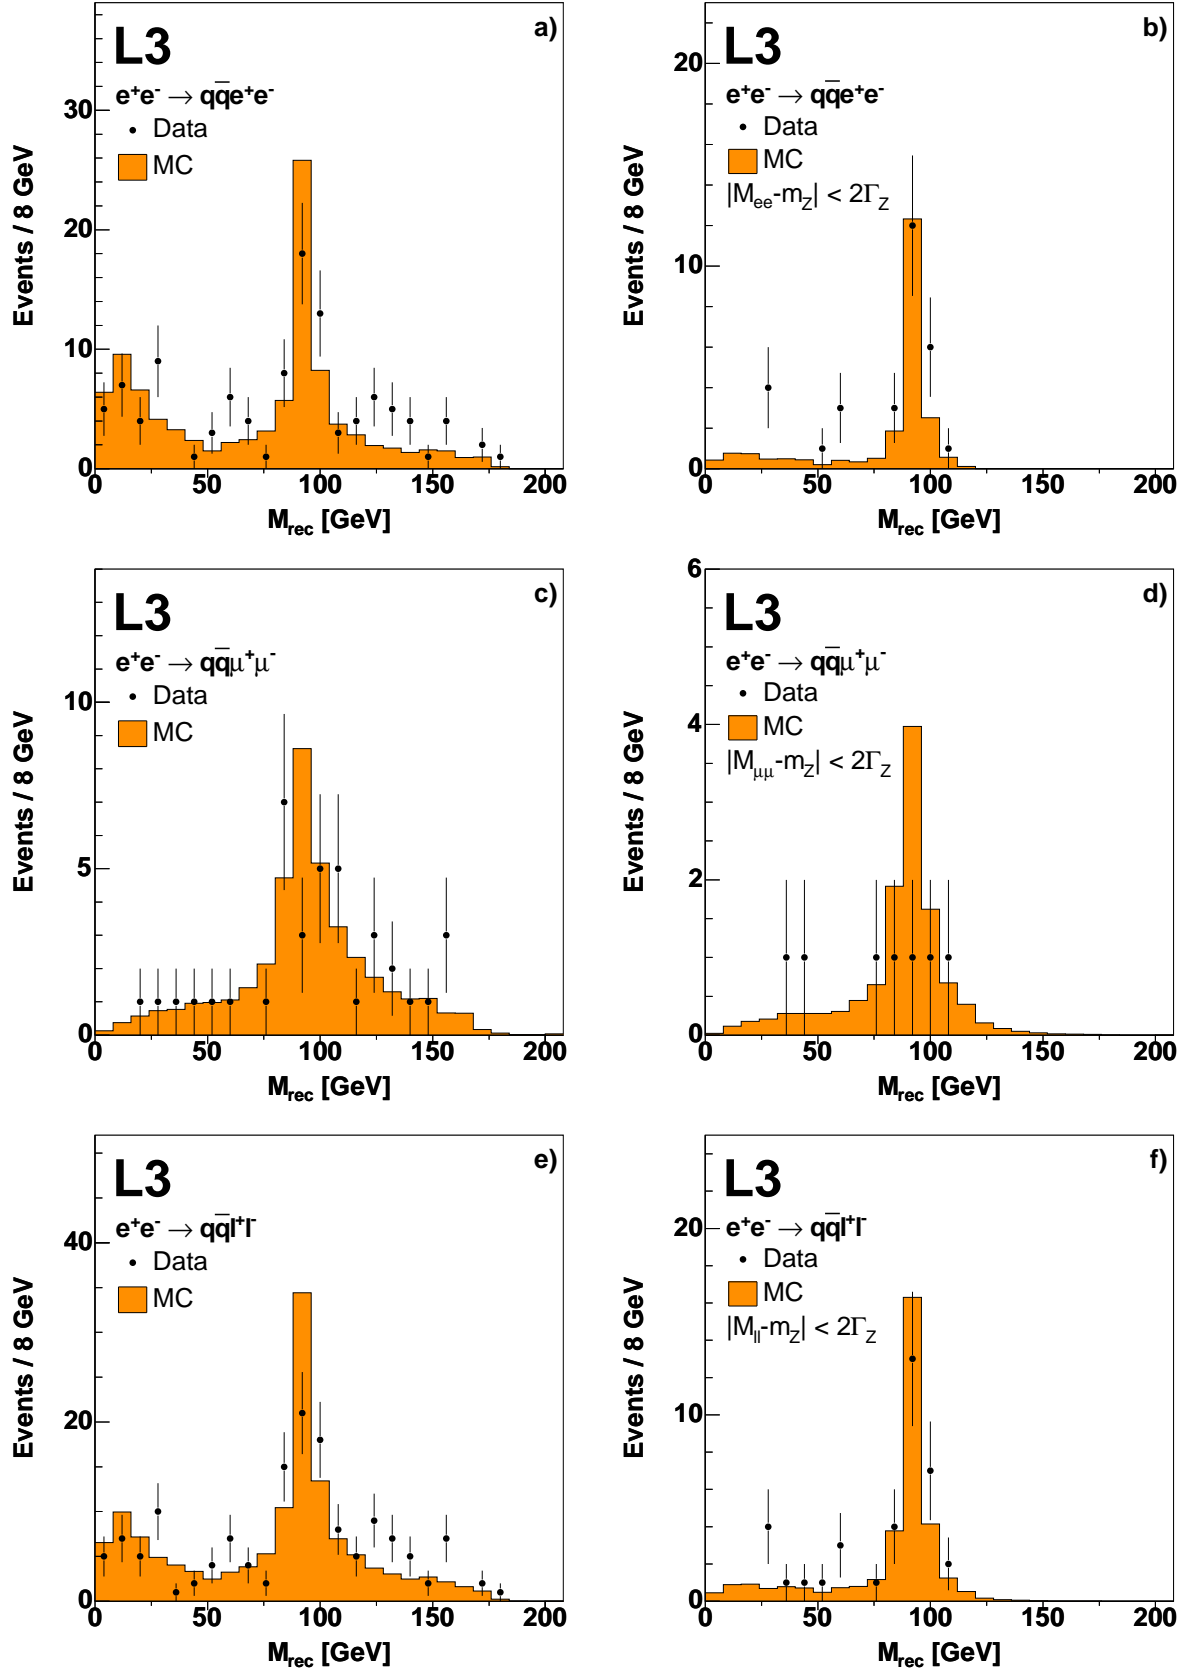 a)
L3
e⁺e⁻ → qq̅e⁺e⁻
Data
MC
Events / 8 GeV
30
20
10
0
0 50 100 150 200
M_rec [GeV]
b)
L3
e⁺e⁻ → qq̅e⁺e⁻
Data
MC
|M_ee-m_Z| < 2Γ_Z
Events / 8 GeV
20
10
0
0 50 100 150 200
M_rec [GeV]
c)
L3
e⁺e⁻ → qq̅μ⁺μ⁻
Data
MC
Events / 8 GeV
10
5
0
0 50 100 150 200
M_rec [GeV]
d)
L3
e⁺e⁻ → qq̅μ⁺μ⁻
Data
MC
|M_μμ-m_Z| < 2Γ_Z
Events / 8 GeV
6
4
2
0
0 50 100 150 200
M_rec [GeV]
e)
L3
e⁺e⁻ → qq̅l⁺l⁻
Data
MC
Events / 8 GeV
40
20
0
0 50 100 150 200
M_rec [GeV]
f)
L3
e⁺e⁻ → qq̅l⁺l⁻
Data
MC
|M_ll-m_Z| < 2Γ_Z
Events / 8 GeV
20
10
0
0 50 100 150 200
M_rec [GeV]